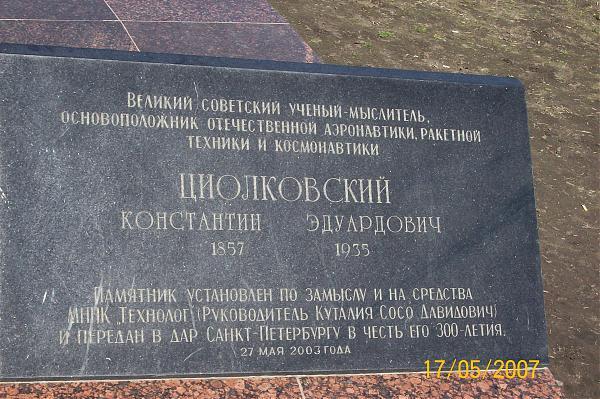 Великий советский ученый-мыслитель,
основоположник отечественной аэронавтики, ракетной
техники и космонавтики
ЦИОЛКОВСКИЙ
КОНСТАНТИН ЭДУАРДОВИЧ
1857 1935
Памятник установлен по замыслу и на средства
МНПК „Технолог" (Руководитель Куталия Сосо Давидович)
и передан в дар Санкт-Петербургу в честь его 300-летия.
27 мая 2003 года
17/05/2007